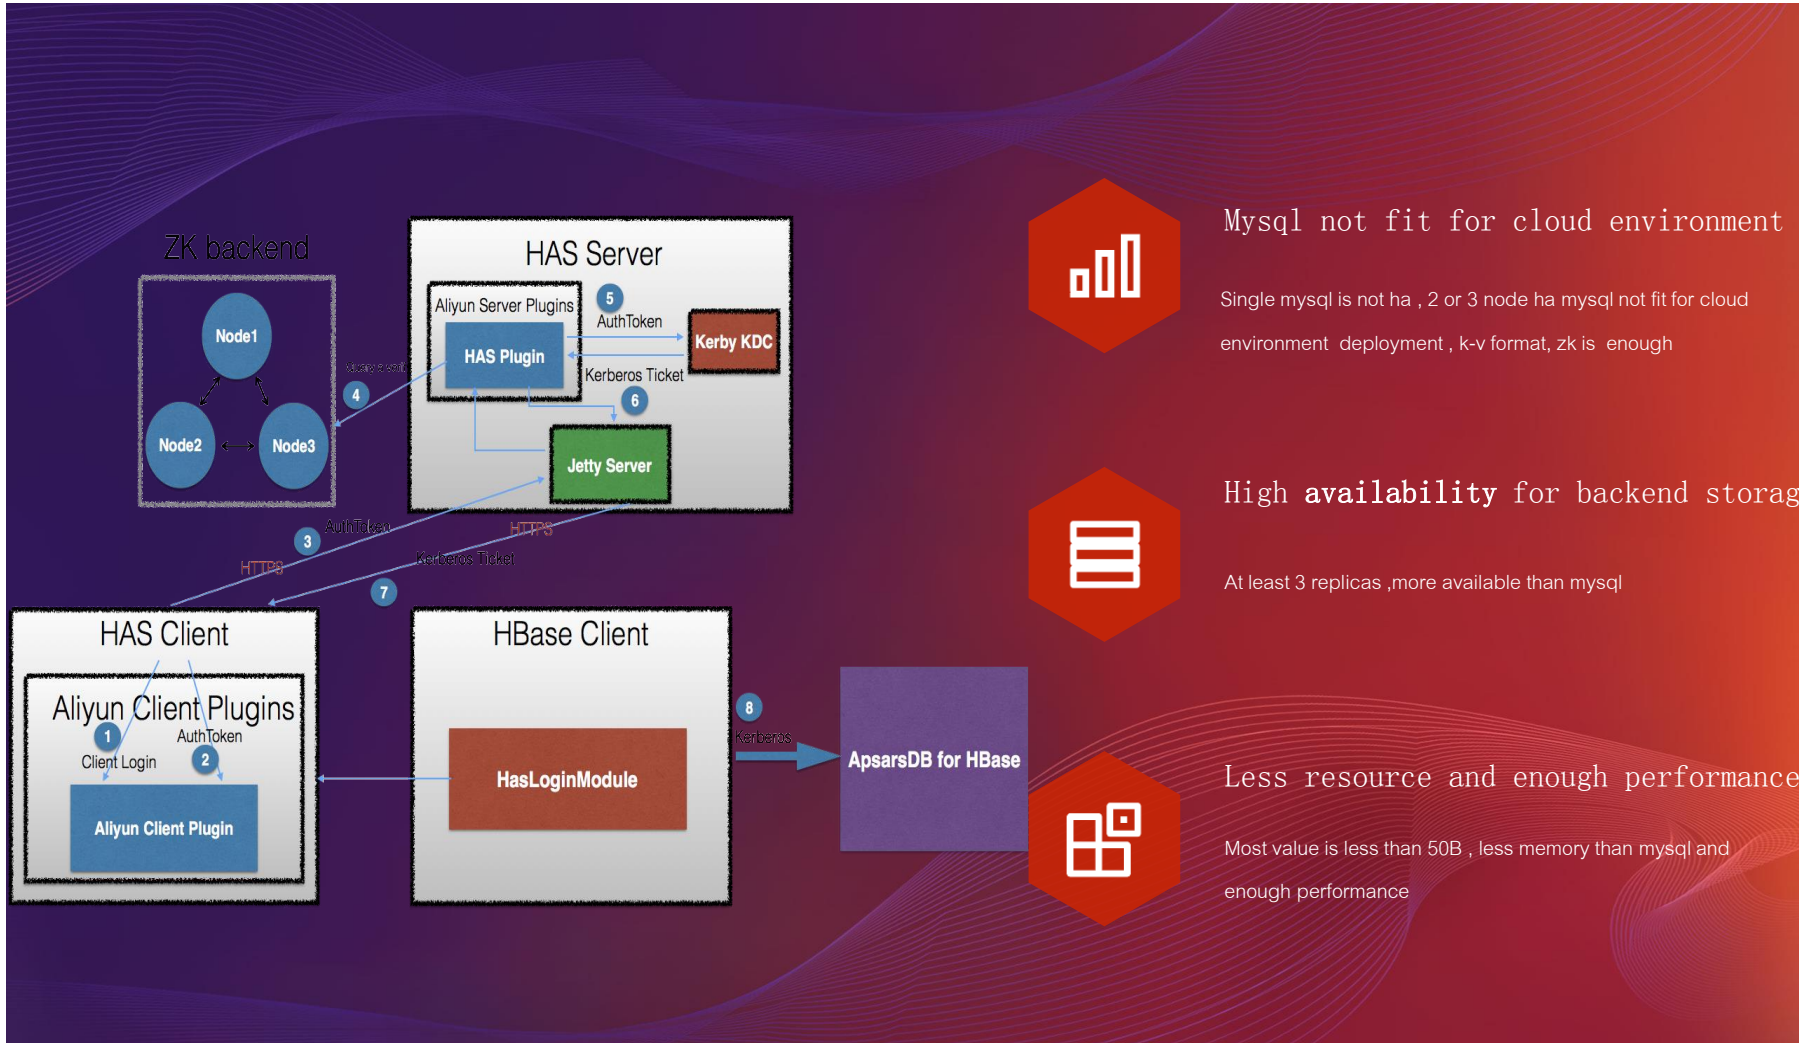 ZK backend
Node1
Node2
Node3
HAS Server
Aliyun Server Plugins
HAS Plugin
5
AuthToken
Kerby KDC
Kerberos Ticket
6
4
Jetty Server
3
AuthToken
HTTPS
HTTPS
Kerberos Ticket
7
HAS Client
Aliyun Client Plugins
1
AuthToken
Client Login
2
Aliyun Client Plugin
HBase Client
HasLoginModule
8
Kerberos
ApsarsDB for HBase
Mysql not fit for cloud environment
Single mysql is not ha , 2 or 3 node ha mysql not fit for cloud
environment deployment , k-v format, zk is enough
High availability for backend storag
At least 3 replicas ,more available than mysql
Less resource and enough performance
Most value is less than 50B , less memory than mysql and
enough performance